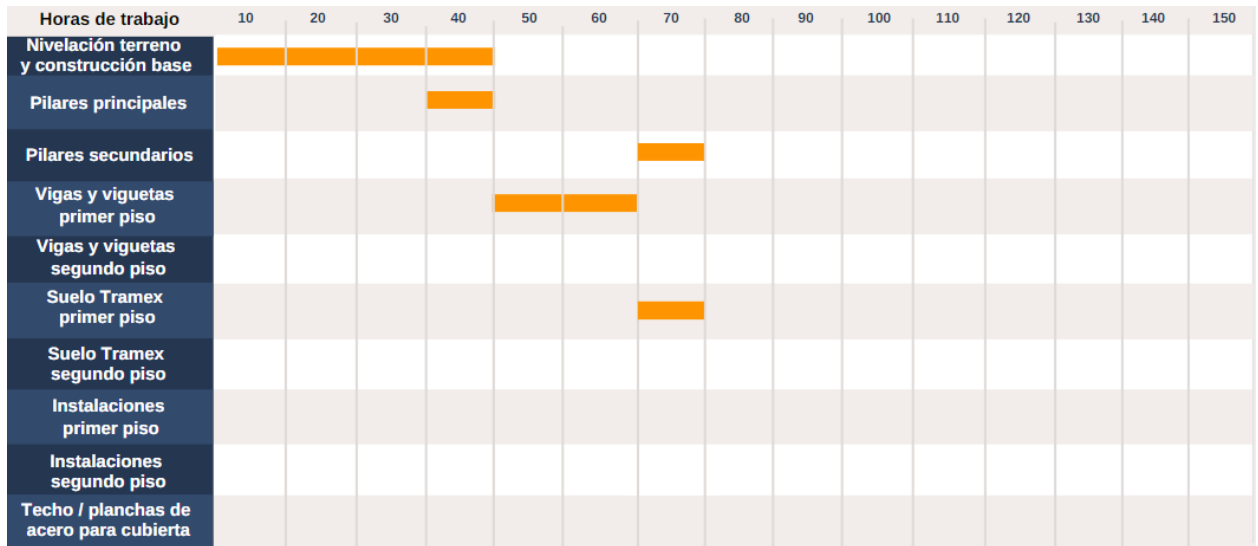 Horas de trabajo 10 20 30 40 50 60 70 80 90 100 110 120 130 140 150
Nivelación terreno
y construcción base
Pilares principales
Pilares secundarios
Vigas y viguetas
primer piso
Vigas y viguetas
segundo piso
Suelo Tramex
primer piso
Suelo Tramex
segundo piso
Instalaciones
primer piso
Instalaciones
segundo piso
Techo / planchas de
acero para cubierta